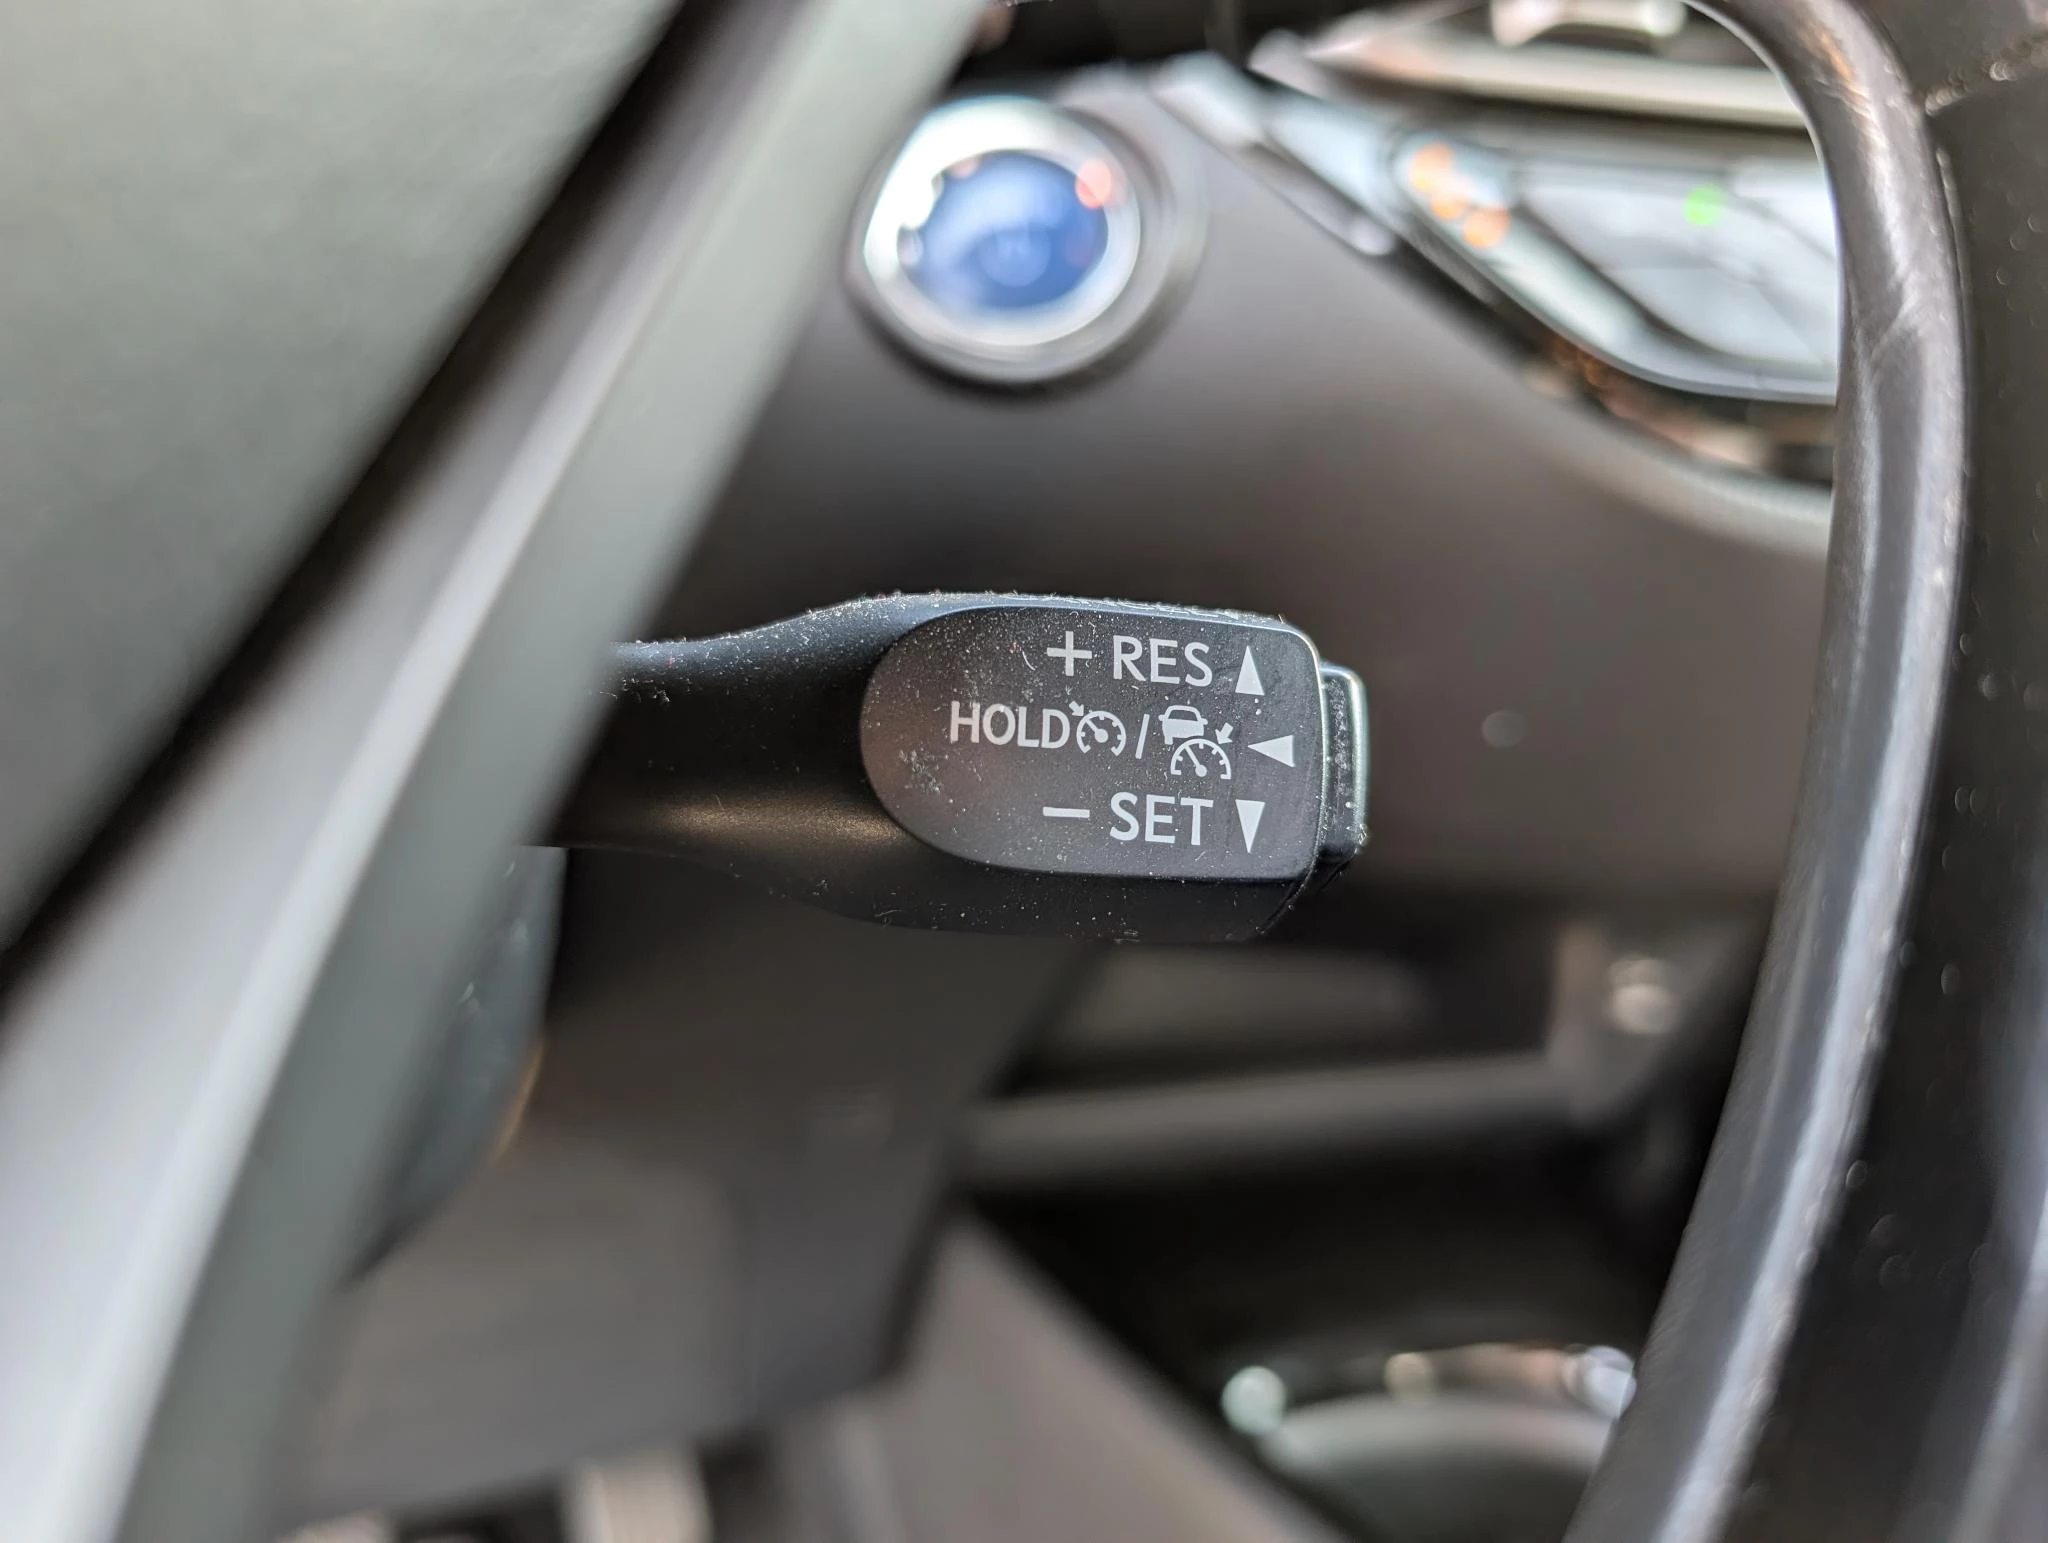 + RES
HOLD /
− SET